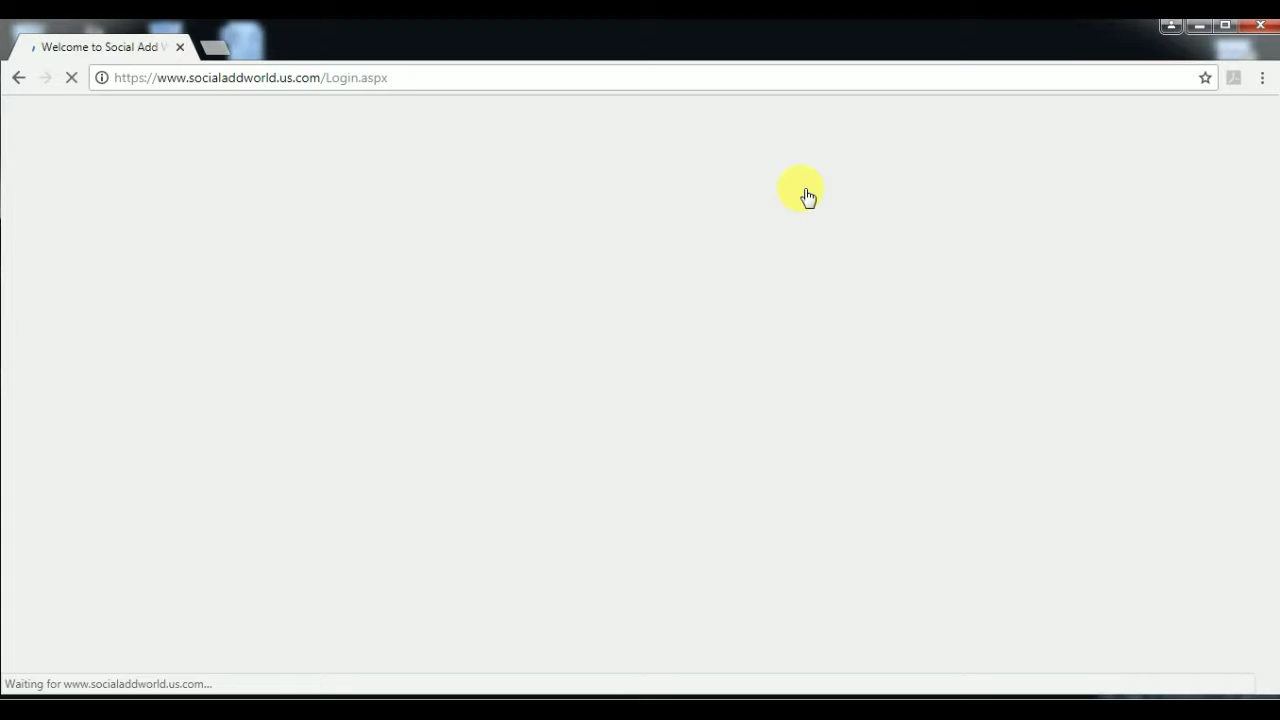 Welcome to Social Add W
https://www.socialaddworld.us.com/Login.aspx
Waiting for www.socialaddworld.us.com...